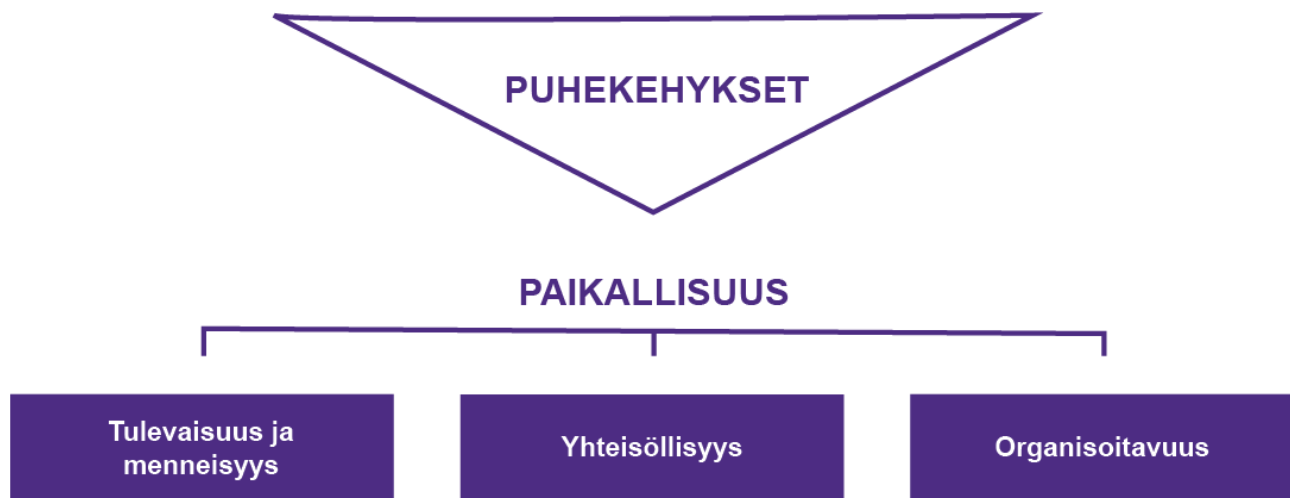 PUHEKEHYKSET
PAIKALLISUUS
Tulevaisuus ja
menneisyys
Yhteisöllisyys
Organisoitavuus